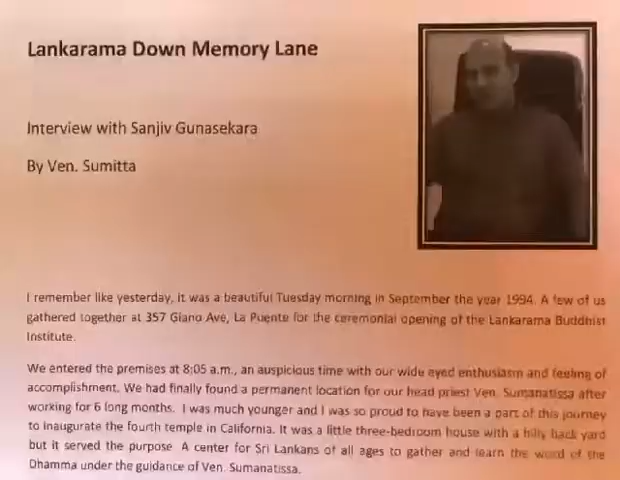 Lankarama Down Memory Lane
Interview with Sanjiv Gunasekara
By Ven. Sumitta
I remember like yesterday, it was a beautiful Tuesday morning in September the year 1994. A few of us
gathered together at 357 Giano Ave, La Puente for the ceremonial opening of the Lankarama Buddhist
Institute.
We entered the premises at 8:05 a.m., an auspicious time with our wide eyed enthusiasm and feeling of
accomplishment. We had finally found a permanent location for our head priest Ven. Sumanatissa after
working for 6 long months. I was much younger and I was so proud to have been a part of this journey
to inaugurate the fourth temple in California. It was a little three-bedroom house with a hilly back yard
but it served the purpose A center for Sri Lankans of all ages to gather and learn the word of the
Dhamma under the guidance of Ven. Sumanatissa.